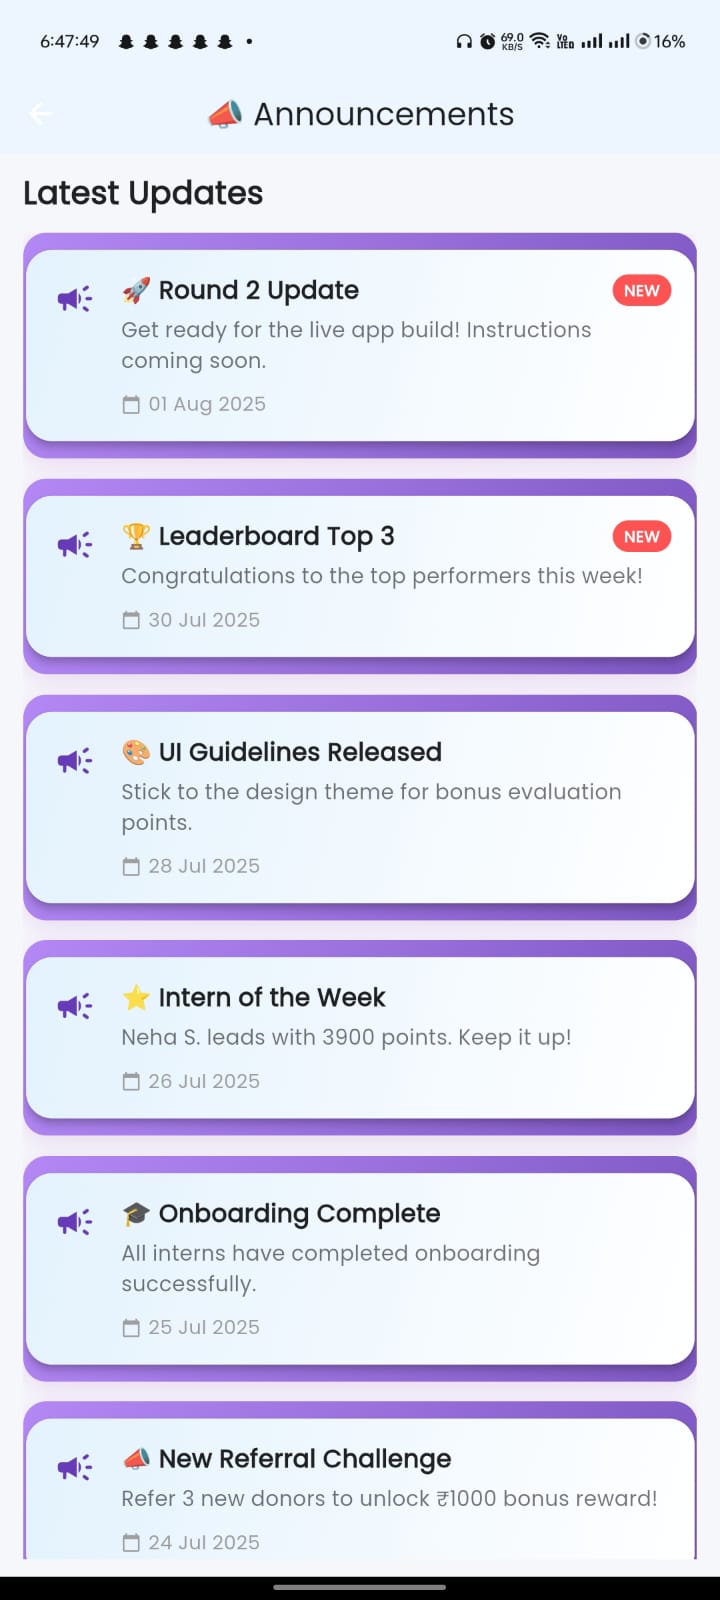 6:47:49 69.0 KB/S Vo LTE 16%
📣 Announcements
Latest Updates
🚀 Round 2 Update NEW
Get ready for the live app build! Instructions
coming soon.
01 Aug 2025
🏆 Leaderboard Top 3 NEW
Congratulations to the top performers this week!
30 Jul 2025
🎨 UI Guidelines Released
Stick to the design theme for bonus evaluation
points.
28 Jul 2025
⭐ Intern of the Week
Neha S. leads with 3900 points. Keep it up!
26 Jul 2025
🎓 Onboarding Complete
All interns have completed onboarding
successfully.
25 Jul 2025
📣 New Referral Challenge
Refer 3 new donors to unlock ₹1000 bonus reward!
24 Jul 2025